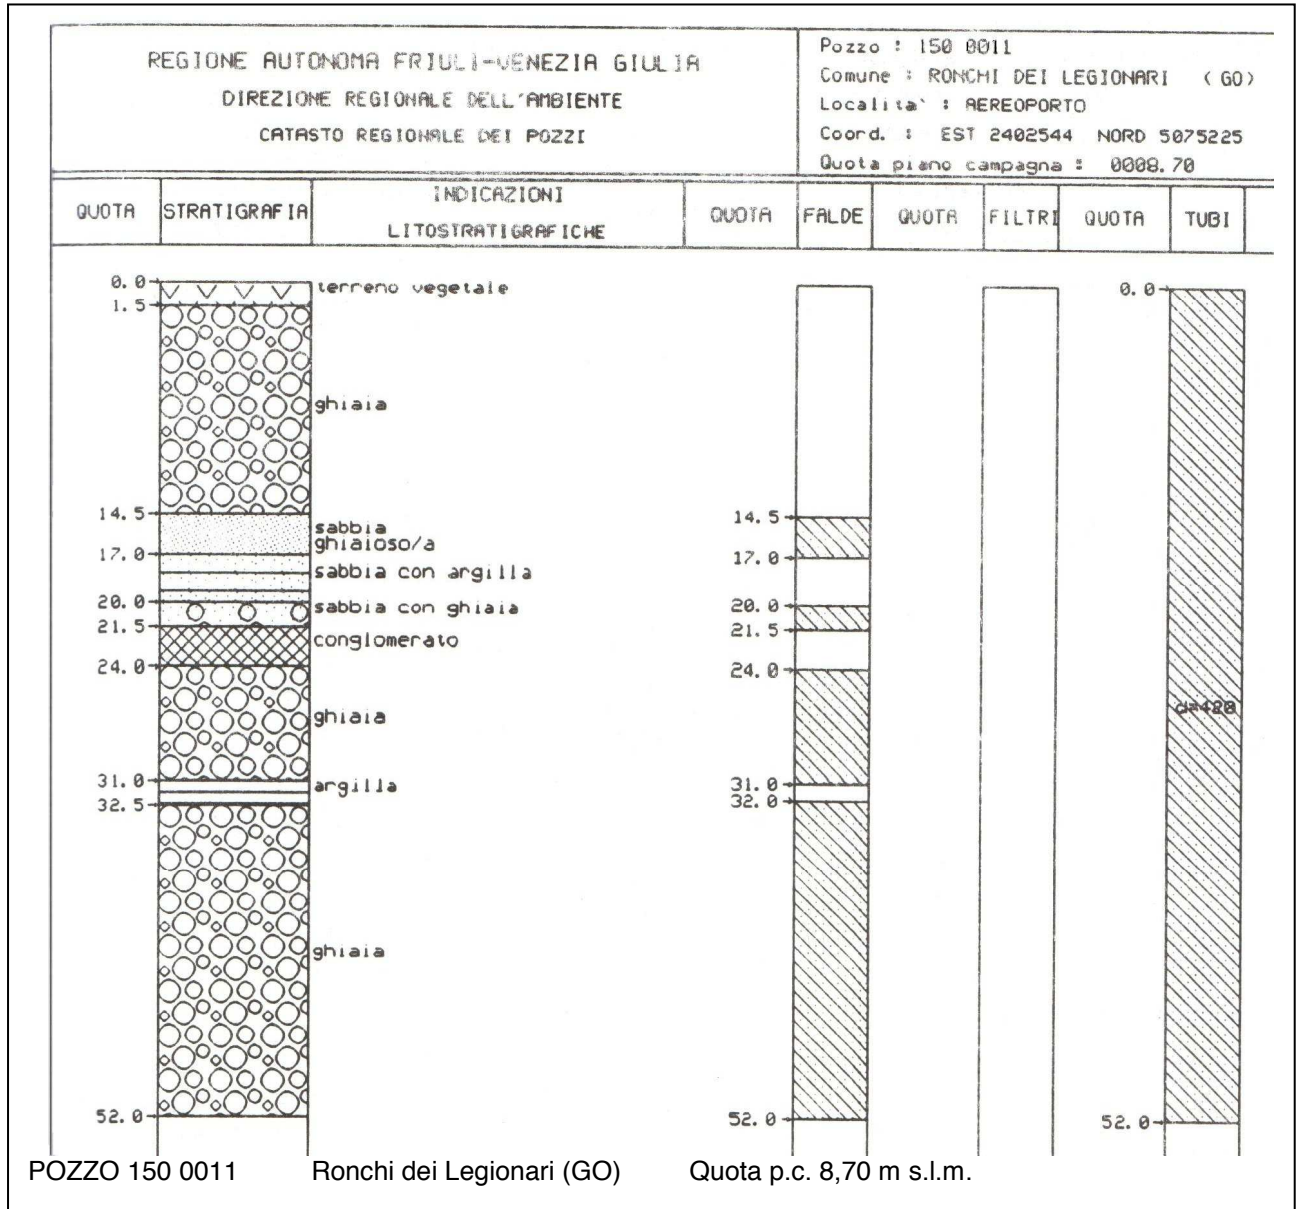 REGIONE AUTONOMA FRIULI-VENEZIA GIULIA
DIREZIONE REGIONALE DELL'AMBIENTE
CATASTO REGIONALE DEI POZZI
Pozzo : 150 0011
Comune : RONCHI DEI LEGIONARI (GO)
Localita` : AEREOPORTO
Coord. : EST 2402544 NORD 5075225
Quota piano campagna : 0008.70
QUOTA STRATIGRAFIA INDICAZIONI LITOSTRATIGRAFICHE QUOTA FALDE QUOTA FILTRI QUOTA TUBI
0.0 terreno vegetale 0.0
1.5
ghiaia
14.5 14.5
sabbia
ghiaioso/a
17.0 17.0
sabbia con argilla
20.0 sabbia con ghiaia 20.0
21.5 21.5
conglomerato
24.0 24.0
ghiaia d=420
31.0 argilla 31.0
32.5 32.0
ghiaia
52.0 52.0 52.0
POZZO 150 0011 Ronchi dei Legionari (GO) Quota p.c. 8,70 m s.l.m.